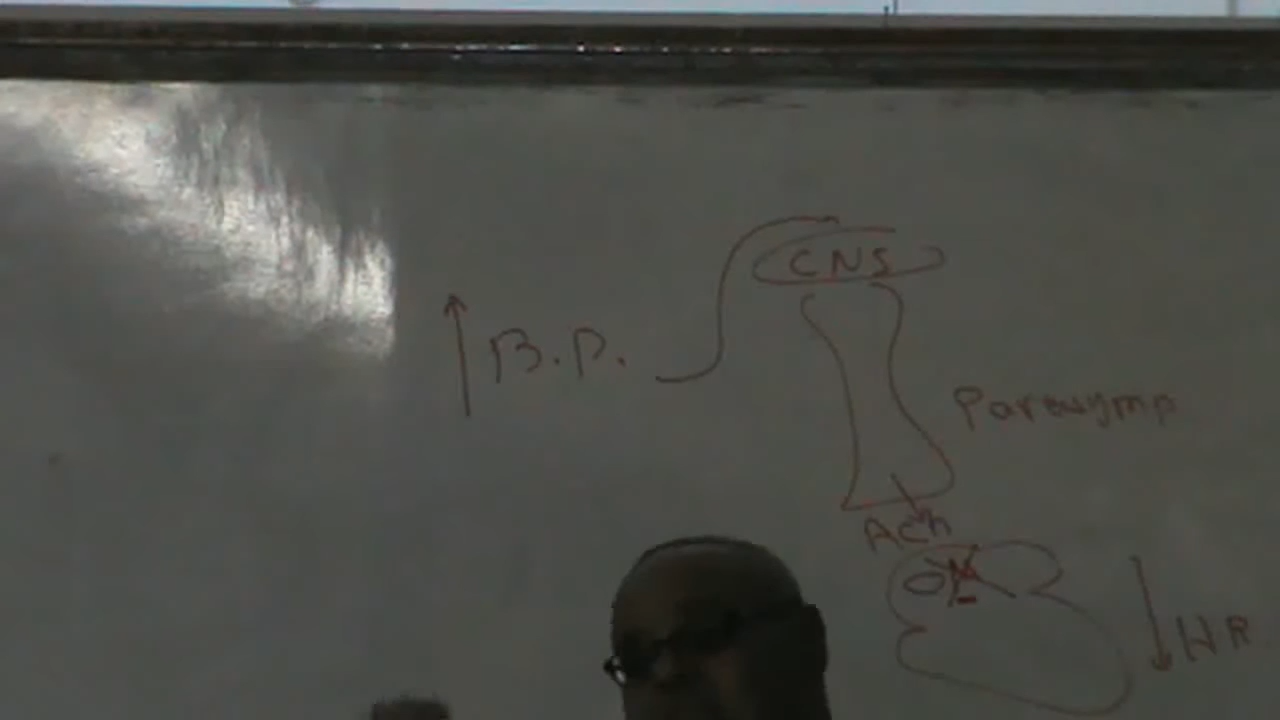 CNS
↑ B.P.
Parasymp
Ach
M
↓ HR